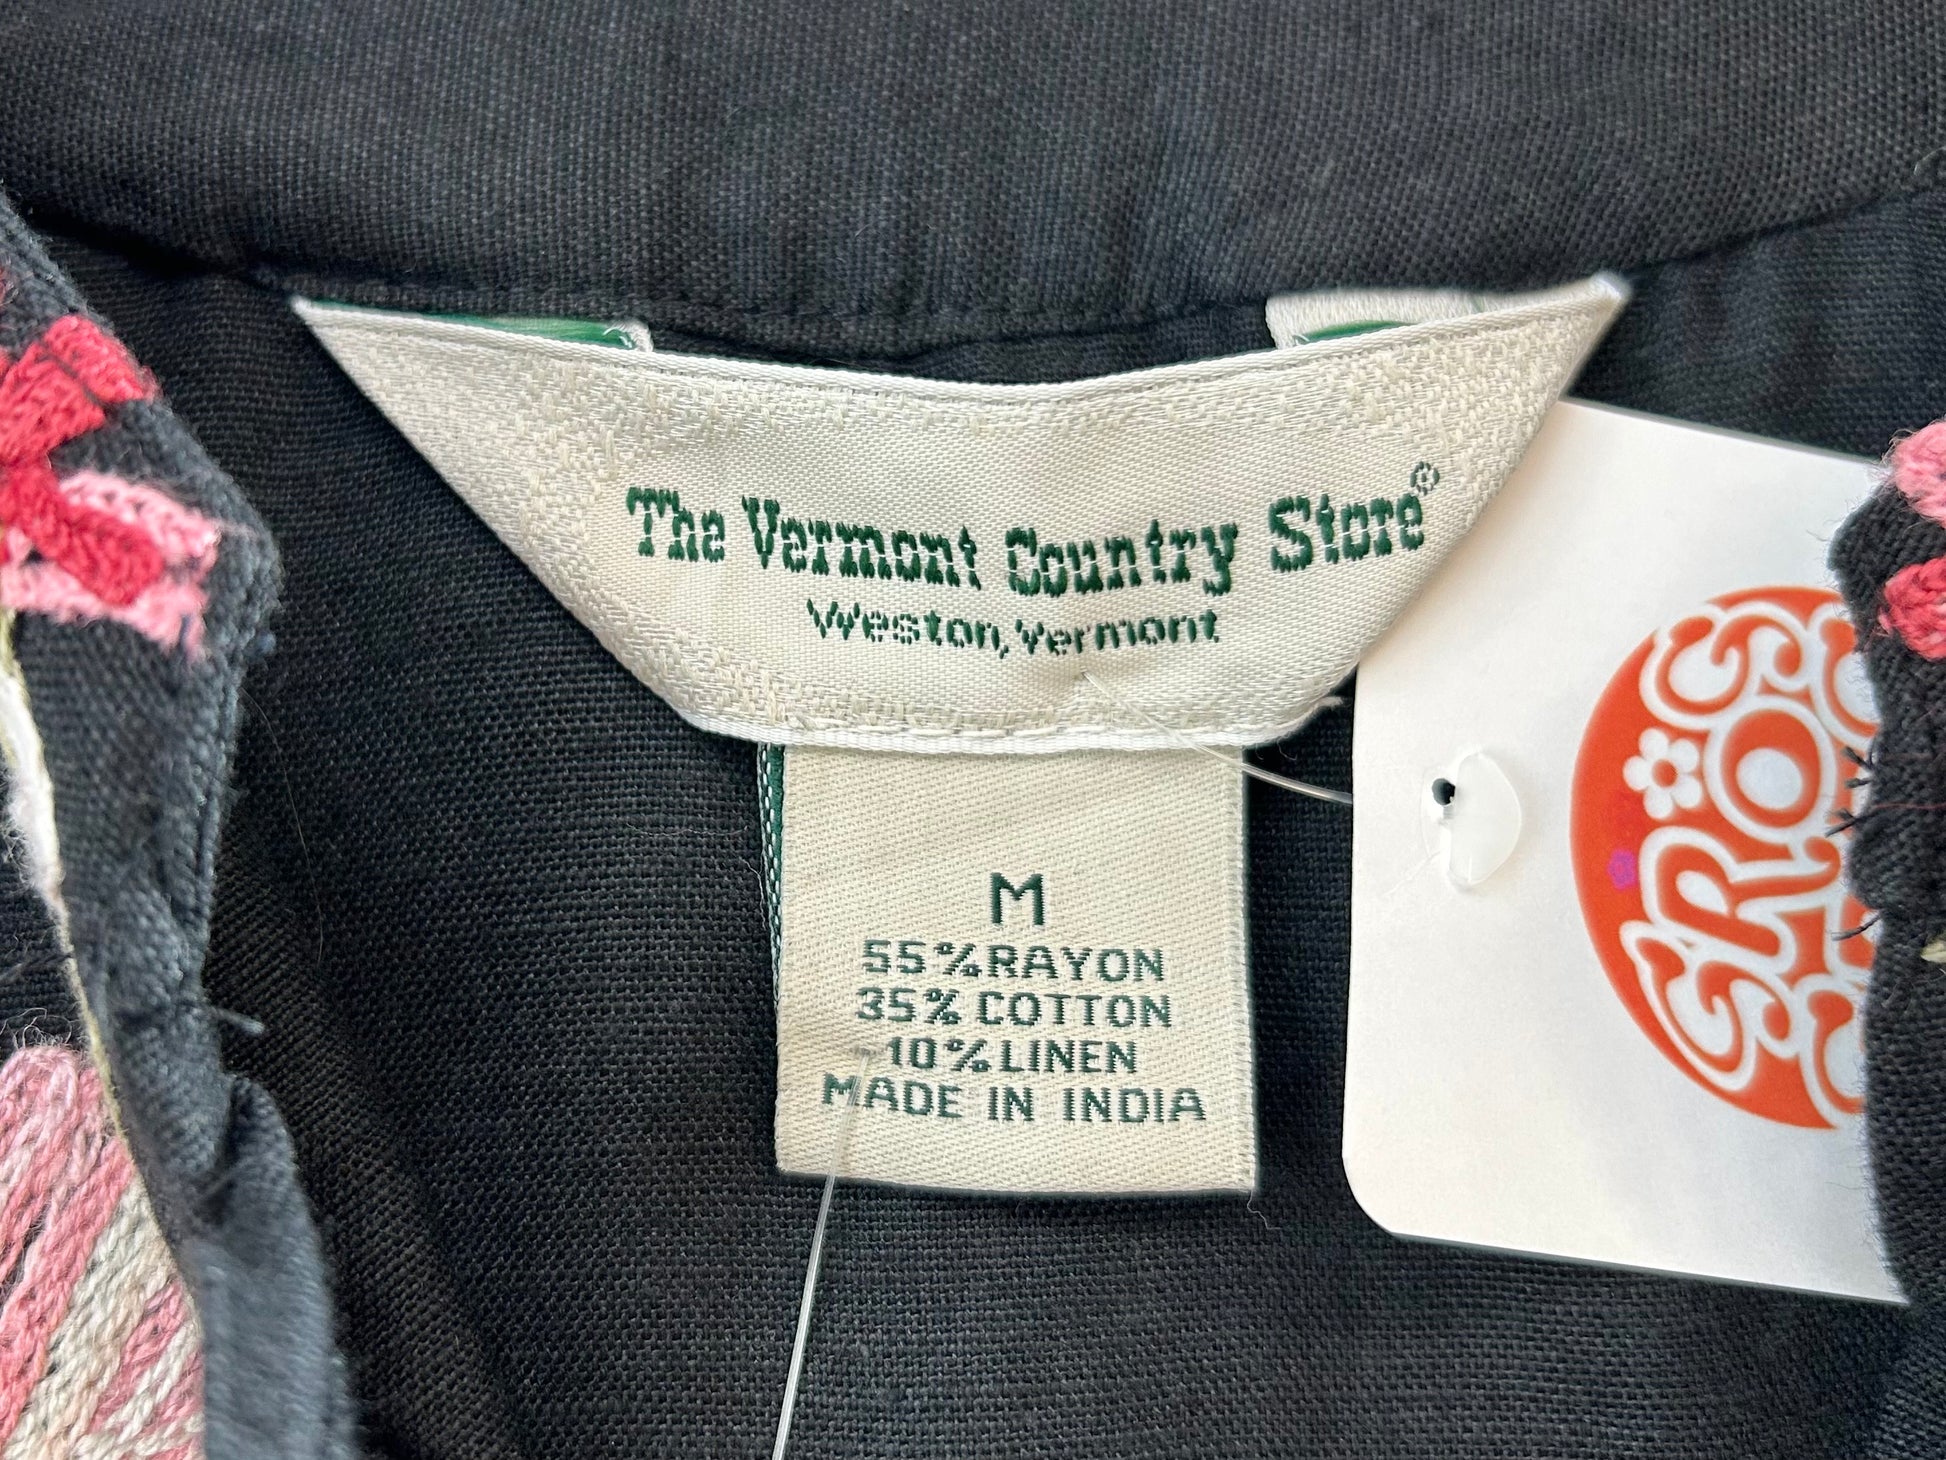 The Vermont Country Store®
Weston, Vermont
M
55% RAYON
35% COTTON
10% LINEN
MADE IN INDIA